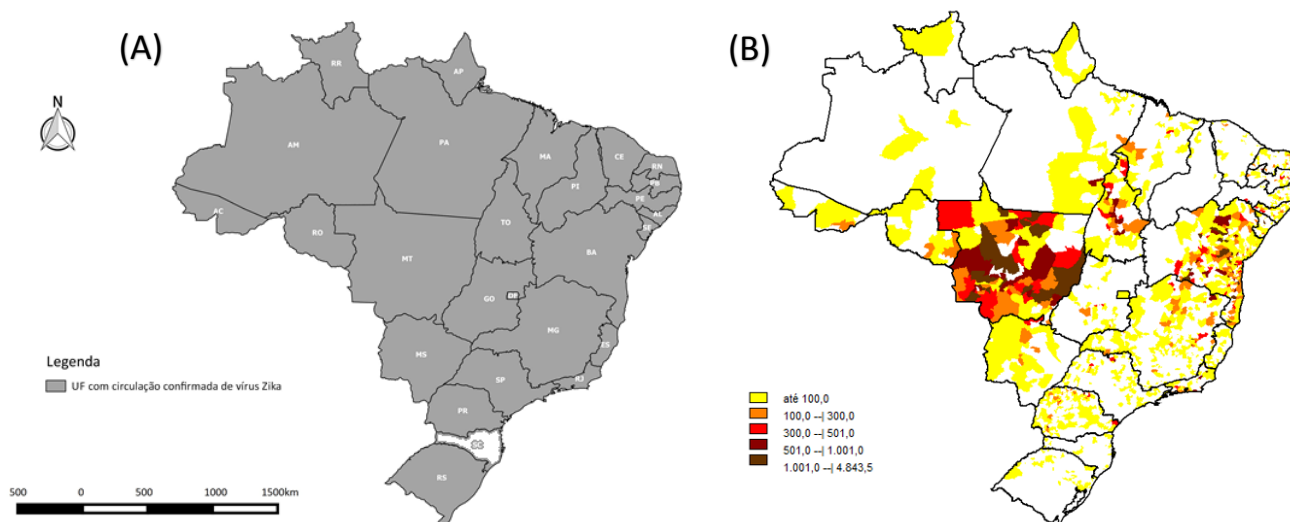 (A)
(B)
N
RR
AP
AM
PA
MA
CE
RN
PB
PI
PE
AL
SE
AC
RO
TO
BA
MT
GO
DF
MG
ES
MS
SP
RJ
PR
SC
RS
Legenda
UF com circulação confirmada de vírus Zika
500 0 500 1000 1500km
até 100,0
100,0 --| 300,0
300,0 --| 501,0
501,0 --| 1.001,0
1.001,0 --| 4.843,5